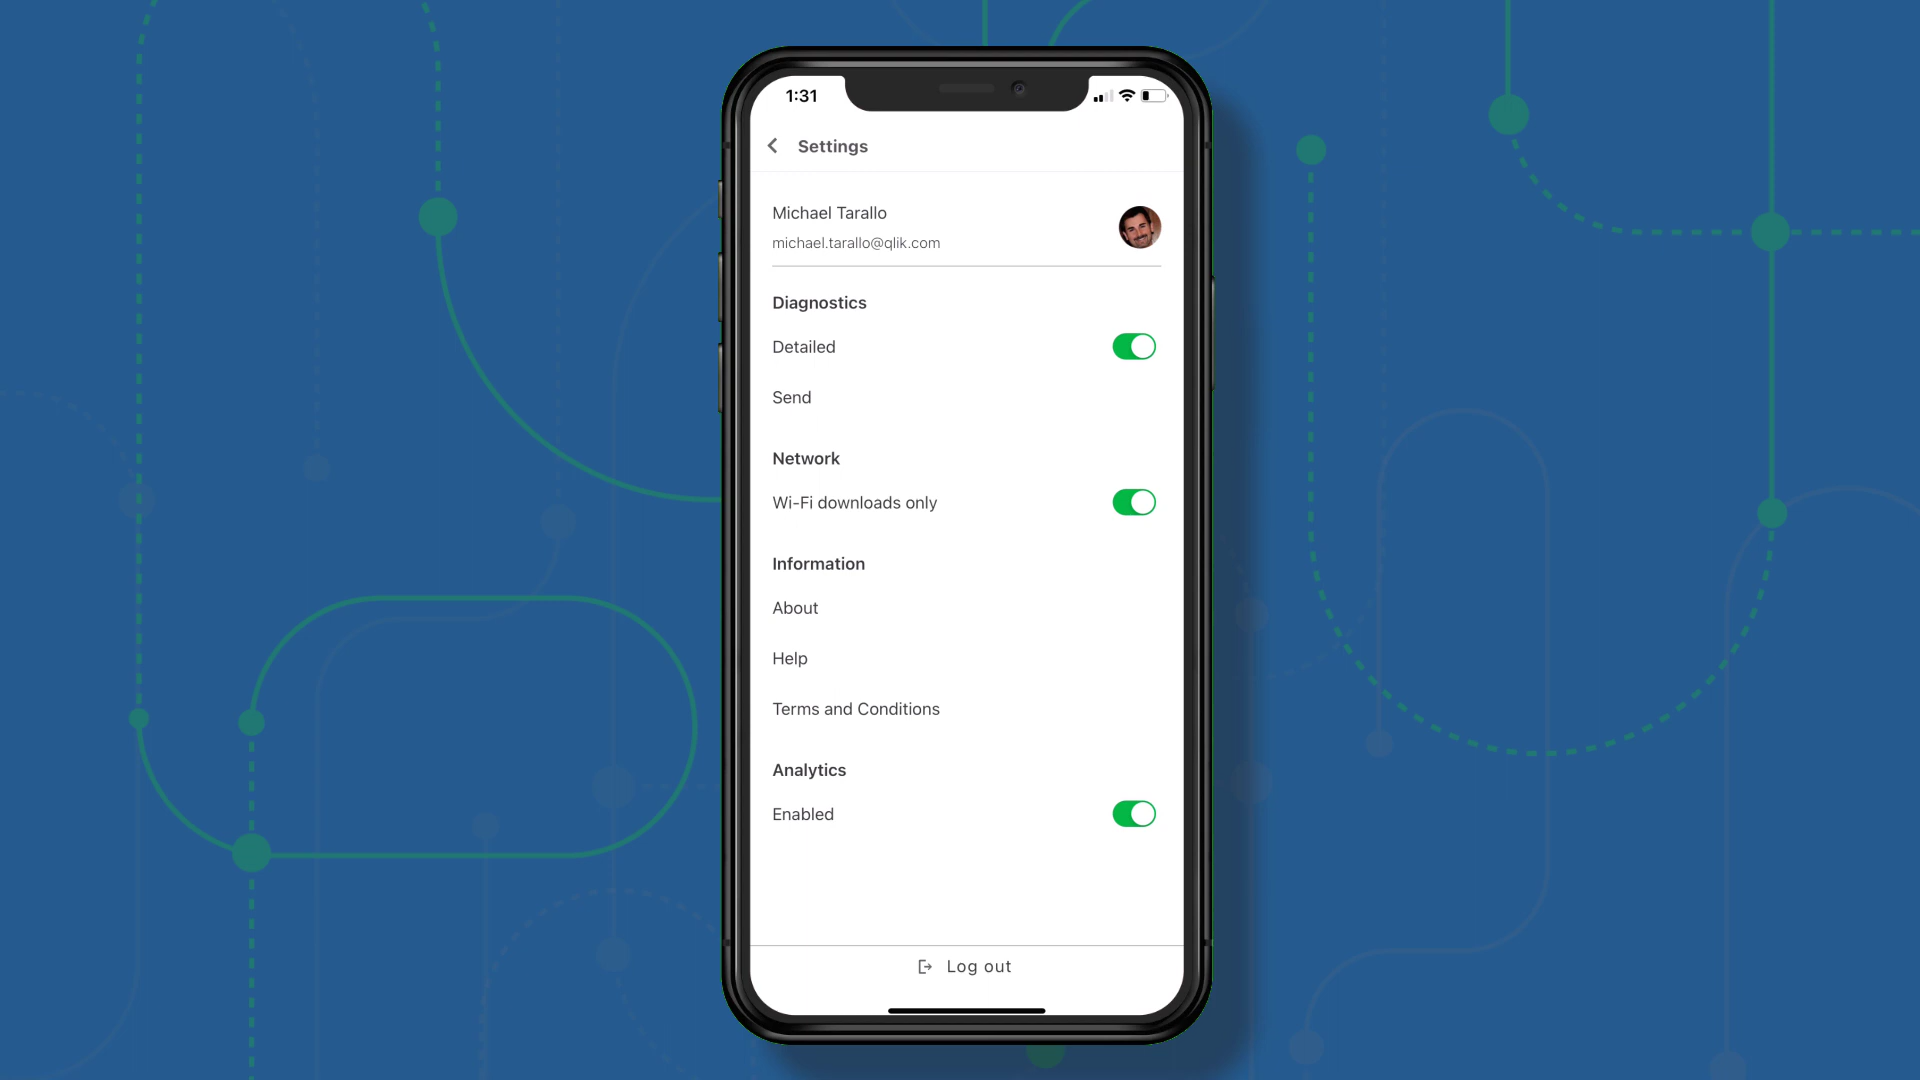 1:31
Settings
Michael Tarallo
michael.tarallo@qlik.com
Diagnostics
Detailed
Send
Network
Wi-Fi downloads only
Information
About
Help
Terms and Conditions
Analytics
Enabled
Log out